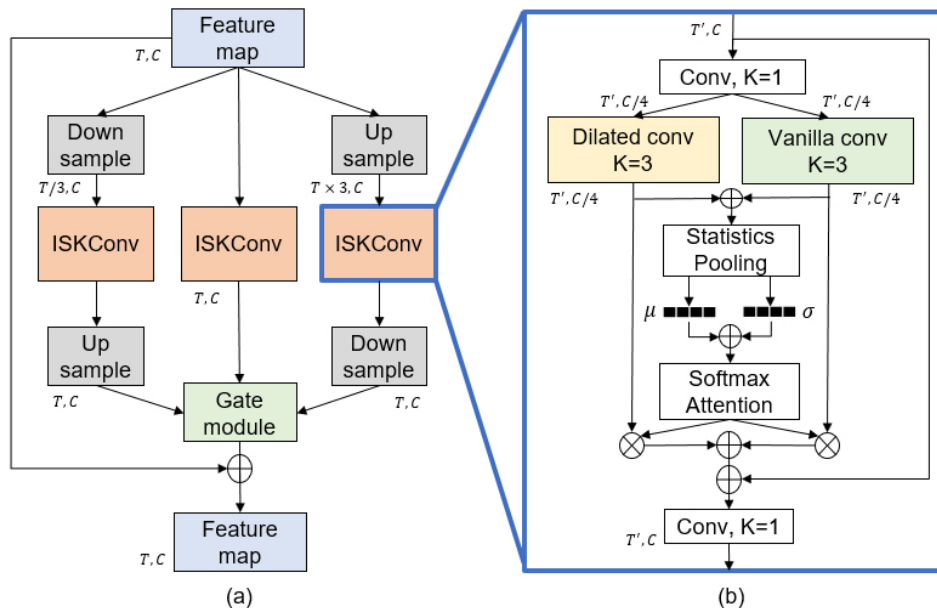 Feature
map
T, C
Down
sample
Up
sample
T/3, C
T × 3, C
ISKConv
ISKConv
ISKConv
T, C
Up
sample
Down
sample
T, C
T, C
Gate
module
Feature
map
T, C
(a)
T′, C
Conv, K=1
T′, C/4
T′, C/4
Dilated conv
K=3
Vanilla conv
K=3
T′, C/4
T′, C/4
Statistics
Pooling
μ
σ
Softmax
Attention
Conv, K=1
T′, C
(b)